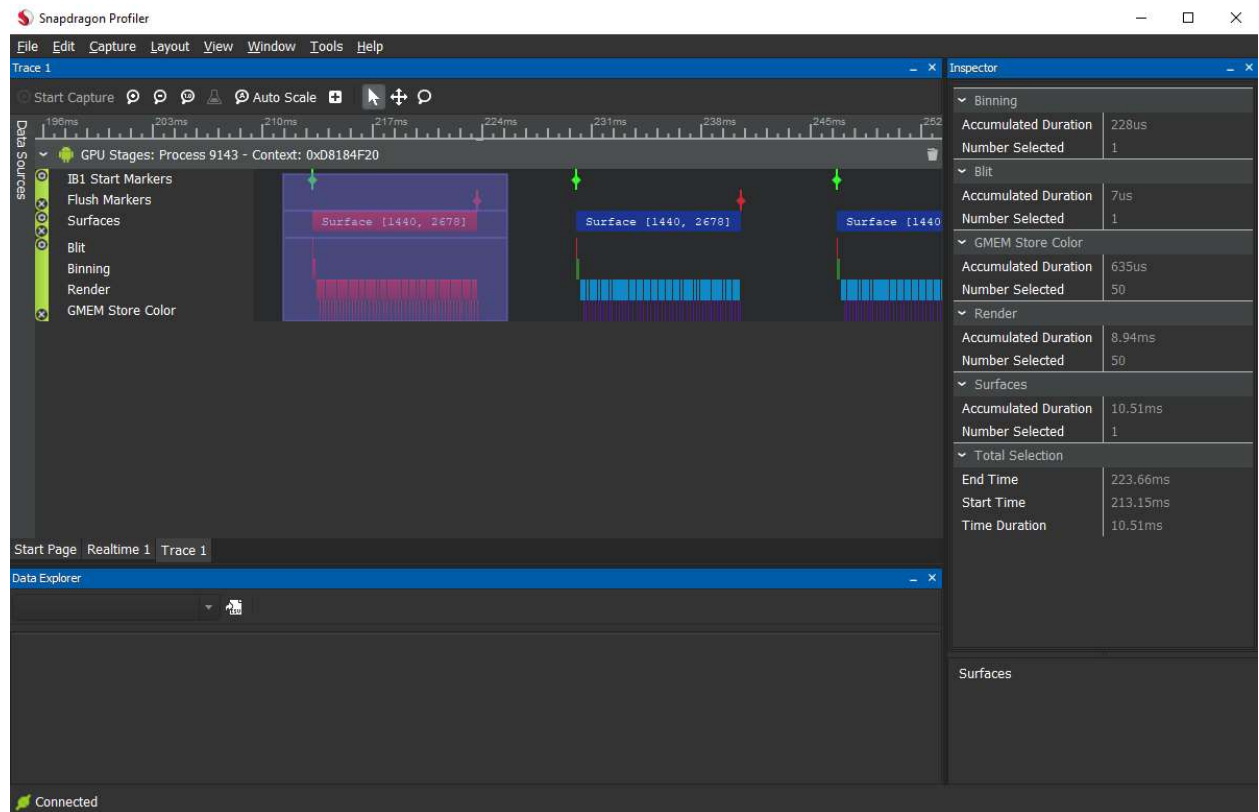 Snapdragon Profiler
File Edit Capture Layout View Window Tools Help
Trace 1
Start Capture Auto Scale
196ms 203ms 210ms 217ms 224ms 231ms 238ms 245ms 252
Data Sources
GPU Stages: Process 9143 - Context: 0xD8184F20
IB1 Start Markers
Flush Markers
Surfaces
Surface [1440, 2678] Surface [1440, 2678] Surface [1440
Blit
Binning
Render
GMEM Store Color
Start Page Realtime 1 Trace 1
Data Explorer
Inspector
Binning
Accumulated Duration 228us
Number Selected 1
Blit
Accumulated Duration 7us
Number Selected 1
GMEM Store Color
Accumulated Duration 635us
Number Selected 50
Render
Accumulated Duration 8.94ms
Number Selected 50
Surfaces
Accumulated Duration 10.51ms
Number Selected 1
Total Selection
End Time 223.66ms
Start Time 213.15ms
Time Duration 10.51ms
Surfaces
Connected